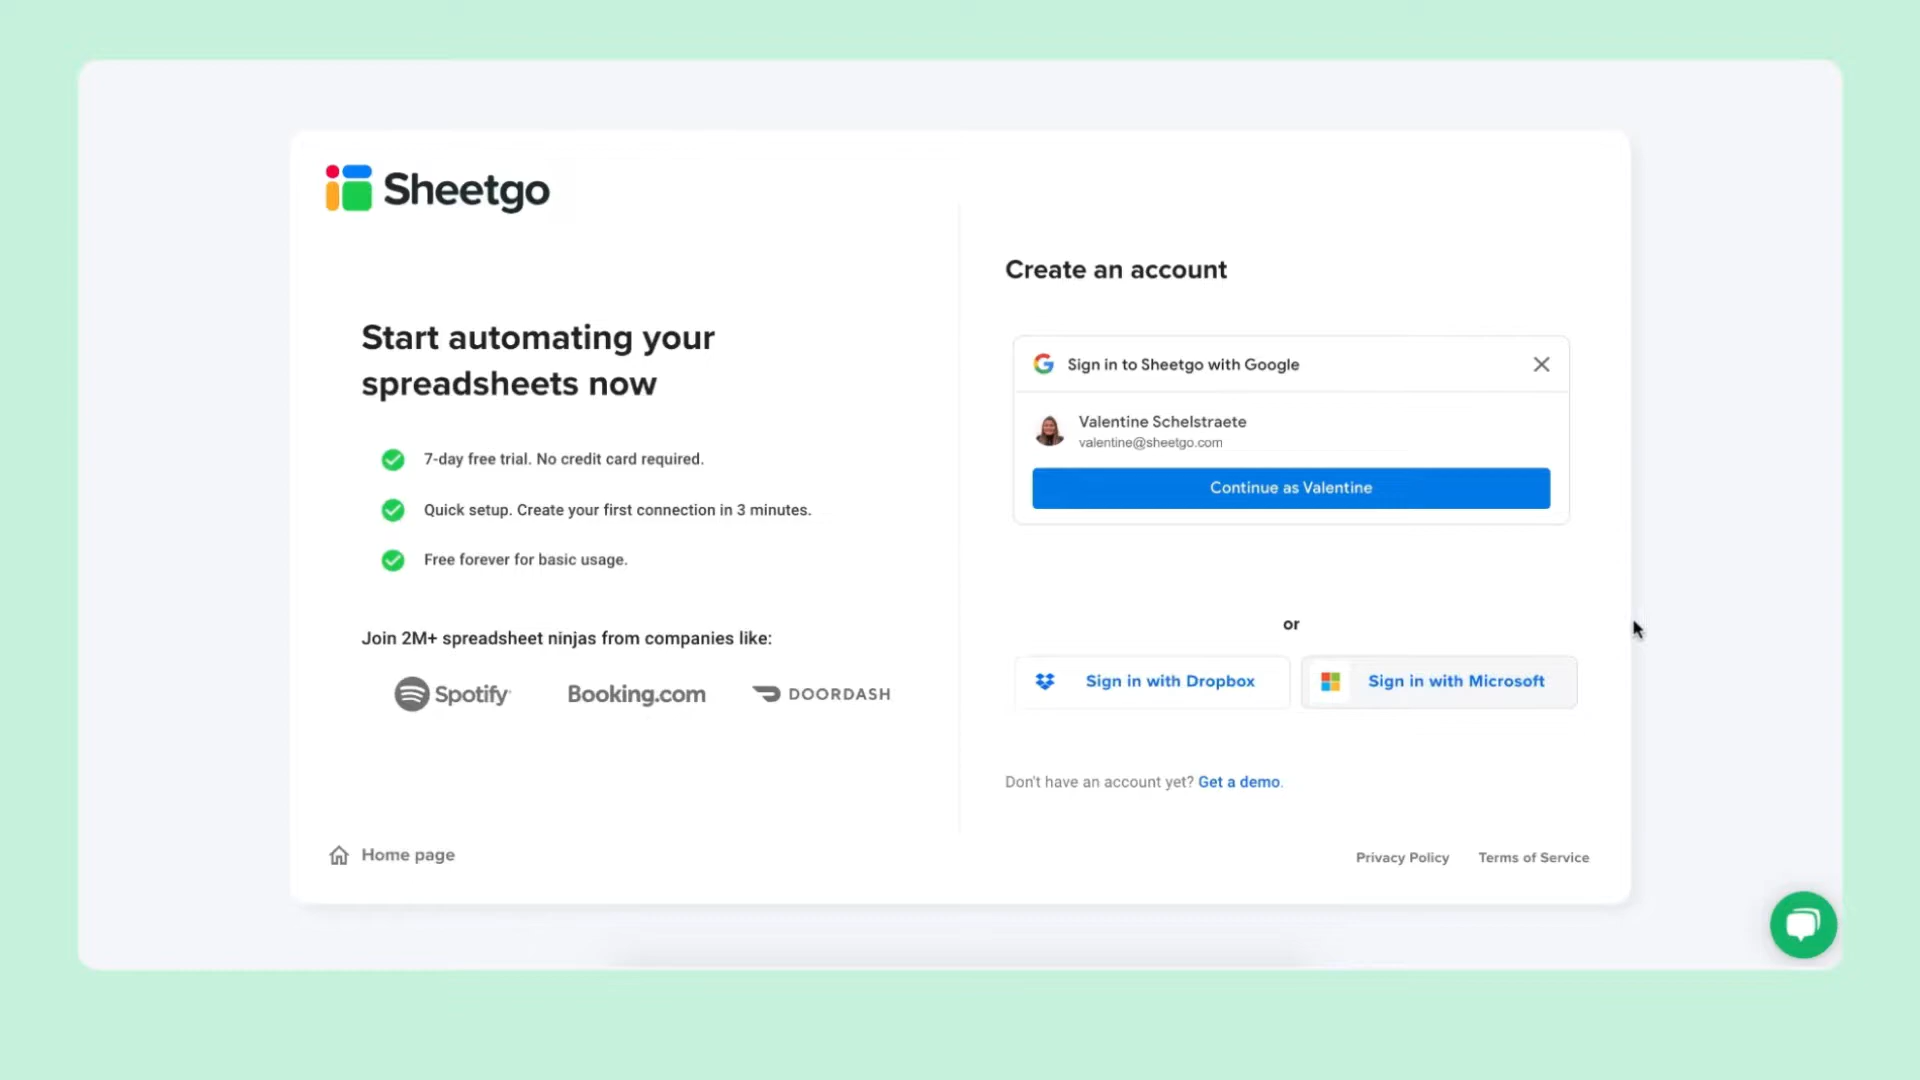 Sheetgo
Start automating your
spreadsheets now
7-day free trial. No credit card required.
Quick setup. Create your first connection in 3 minutes.
Free forever for basic usage.
Join 2M+ spreadsheet ninjas from companies like:
Spotify
Booking.com
DOORDASH
Home page
Create an account
Sign in to Sheetgo with Google
Valentine Schelstraete
valentine@sheetgo.com
Continue as Valentine
or
Sign in with Dropbox
Sign in with Microsoft
Don't have an account yet? Get a demo.
Privacy Policy
Terms of Service